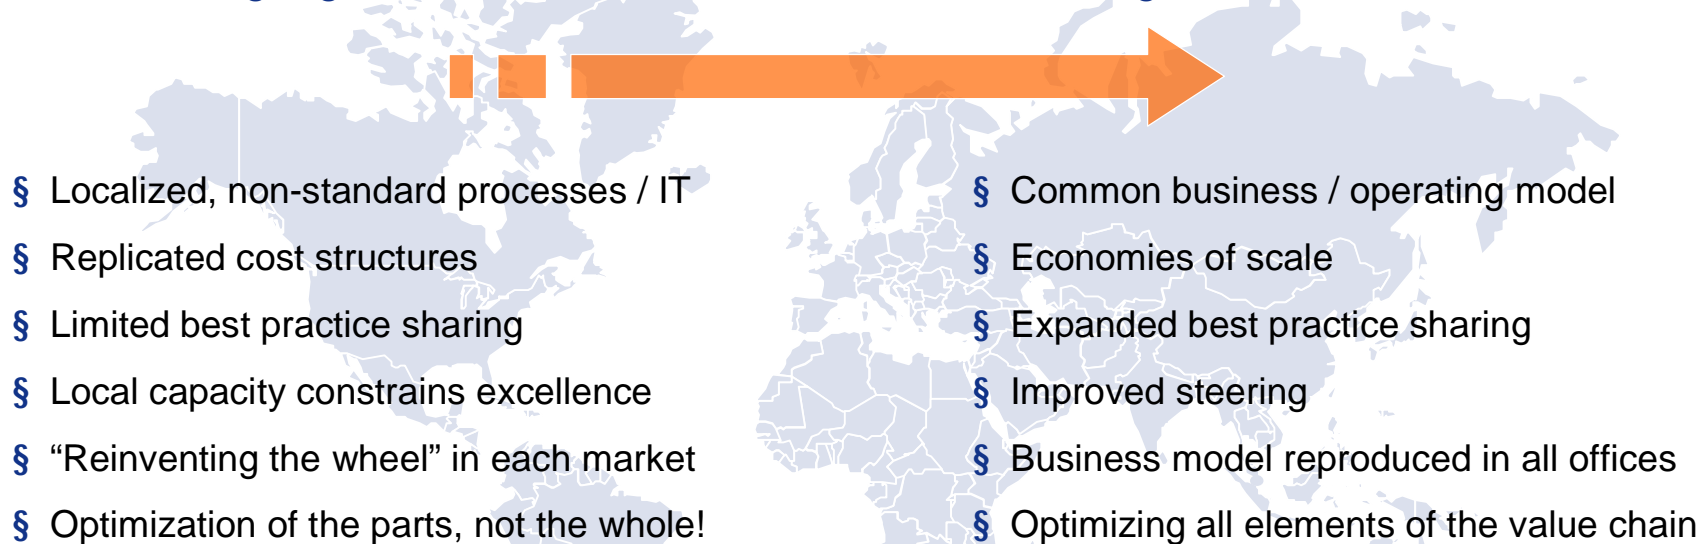 § Localized, non-standard processes / IT
§ Replicated cost structures
§ Limited best practice sharing
§ Local capacity constrains excellence
§ “Reinventing the wheel” in each market
§ Optimization of the parts, not the whole!
§ Common business / operating model
§ Economies of scale
§ Expanded best practice sharing
§ Improved steering
§ Business model reproduced in all offices
§ Optimizing all elements of the value chain